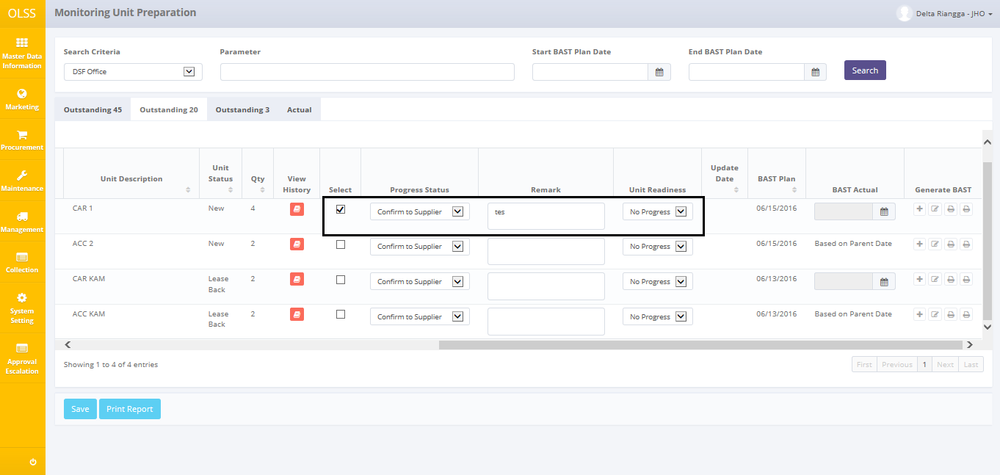 OLSS
Monitoring Unit Preparation
Delta Riangga - JHO
Master Data
Information
Marketing
Procurement
Maintenance
Management
Collection
System
Setting
Approval
Escalation
Search Criteria
Parameter
Start BAST Plan Date
End BAST Plan Date
DSF Office
Search
Outstanding 45
Outstanding 20
Outstanding 3
Actual
Unit Description
Unit
Status
Qty
View
History
Select
Progress Status
Remark
Unit Readiness
Update
Date
BAST Plan
BAST Actual
Generate BAST
CAR 1
New
4
Confirm to Supplier
tes
No Progress
06/15/2016
ACC 2
New
2
Confirm to Supplier
No Progress
06/15/2016
Based on Parent Date
CAR KAM
Lease
Back
2
Confirm to Supplier
No Progress
06/13/2016
ACC KAM
Lease
Back
2
Confirm to Supplier
No Progress
06/13/2016
Based on Parent Date
Showing 1 to 4 of 4 entries
First
Previous
1
Next
Last
Save
Print Report